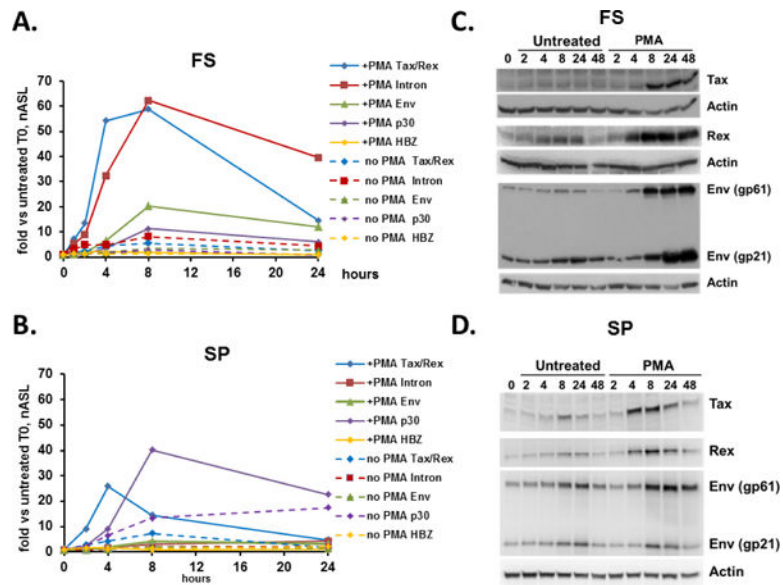 A.
FS
fold vs untreated T0, nASL
70
60
50
40
30
20
10
0
0 4 8 12 16 20 24
hours
+PMA Tax/Rex
+PMA Intron
+PMA Env
+PMA p30
+PMA HBZ
no PMA Tax/Rex
no PMA Intron
no PMA Env
no PMA p30
no PMA HBZ
B.
SP
fold vs untreated T0, nASL
70
60
50
40
30
20
10
0
0 4 8 12 16 20 24
hours
+PMA Tax/Rex
+PMA Intron
+PMA Env
+PMA p30
+PMA HBZ
no PMA Tax/Rex
no PMA Intron
no PMA Env
no PMA p30
no PMA HBZ
C.
FS
Untreated PMA
0 2 4 8 24 48 2 4 8 24 48
Tax
Actin
Rex
Actin
Env (gp61)
Env (gp21)
Actin
D.
SP
Untreated PMA
0 2 4 8 24 48 2 4 8 24 48
Tax
Rex
Env (gp61)
Env (gp21)
Actin